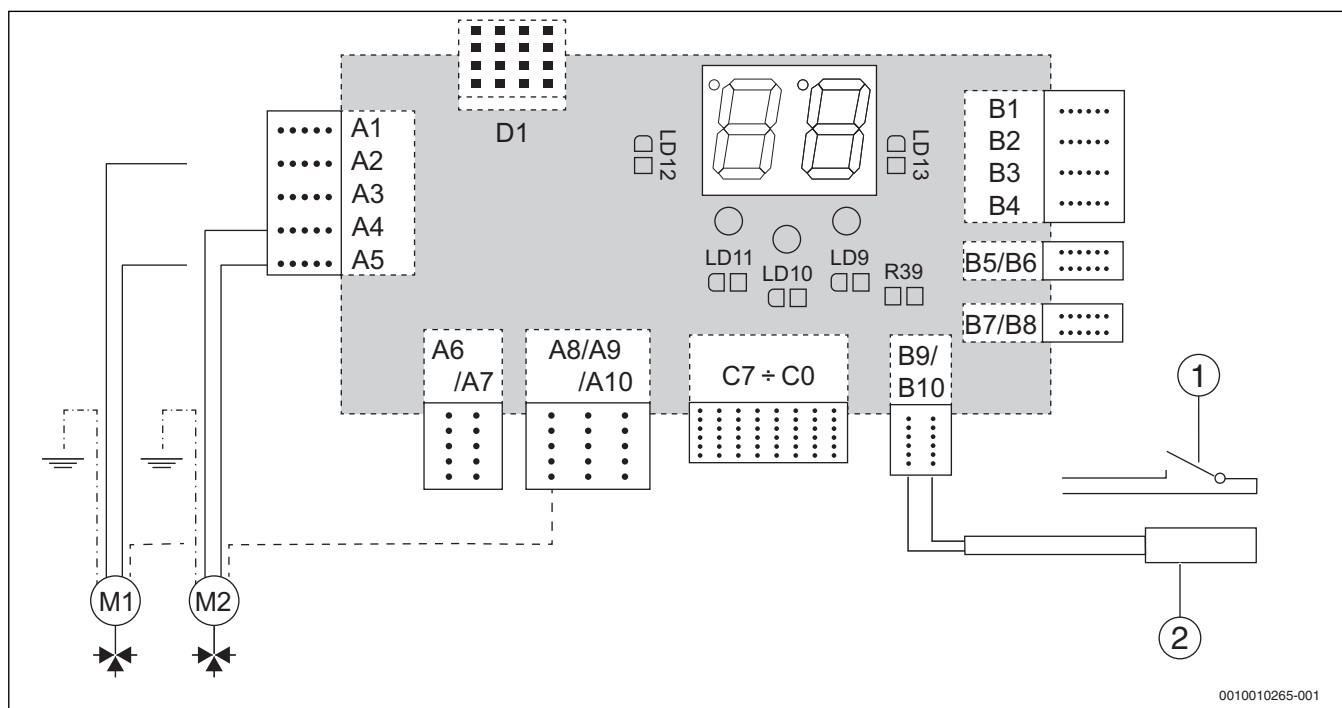 D1
A1
A2
A3
A4
A5
LD12
LD13
B1
B2
B3
B4
LD11
LD10
LD9
R39
B5/B6
B7/B8
A6
/A7
A8/A9
/A10
C7 ÷ C0
B9/
B10
1
M1
M2
2
0010010265-001